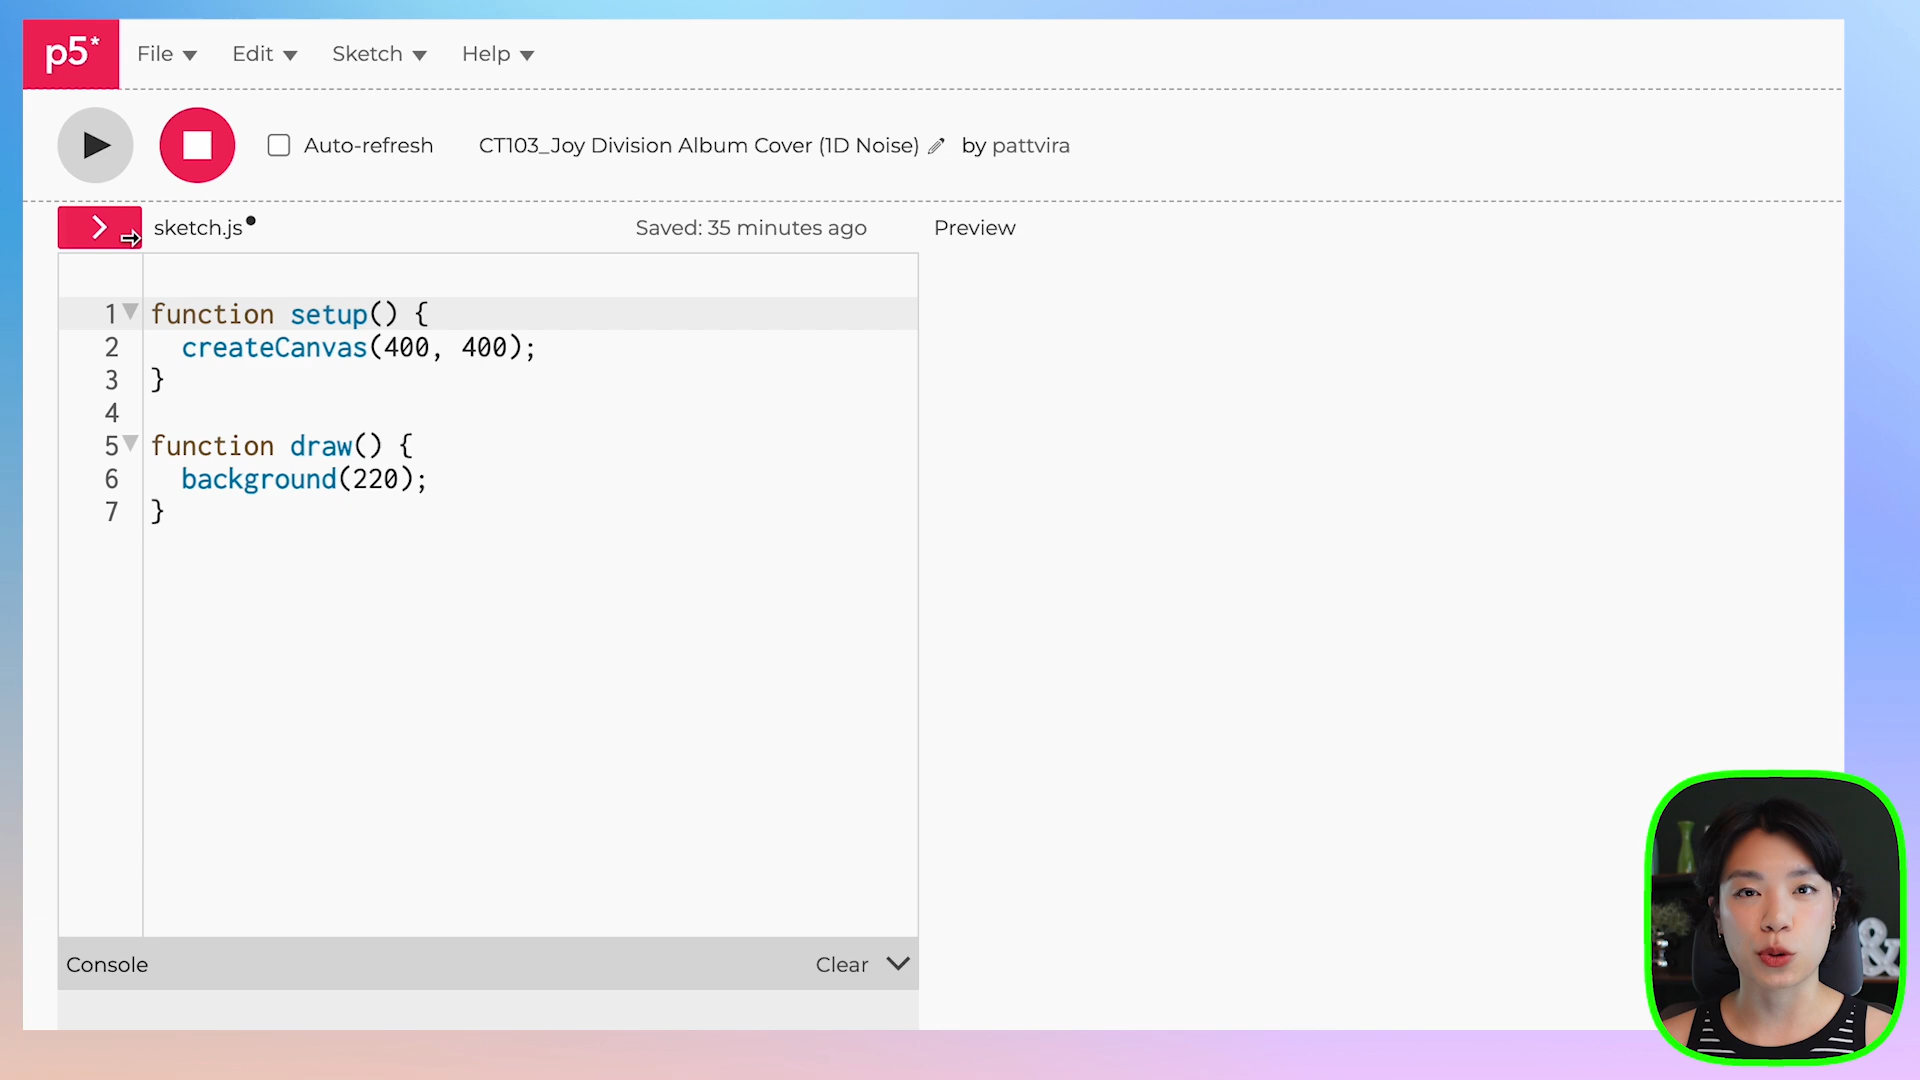 p5*
File Edit Sketch Help
Auto-refresh CT103_Joy Division Album Cover (1D Noise) by pattvira
sketch.js Saved: 35 minutes ago Preview
1 function setup() {
2 createCanvas(400, 400);
3 }
4
5 function draw() {
6 background(220);
7 }
Console Clear
&